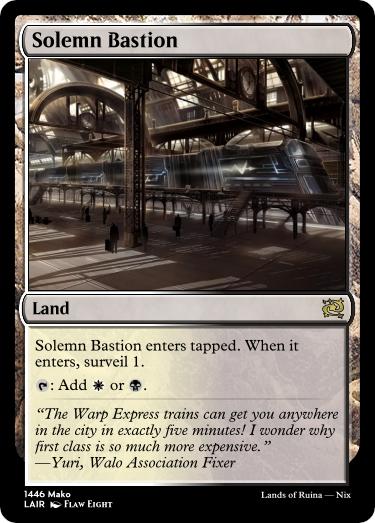 Solemn Bastion
Land
Solemn Bastion enters tapped. When it
enters, surveil 1.
: Add or .
“The Warp Express trains can get you anywhere
in the city in exactly five minutes! I wonder why
first class is so much more expensive.”
—Yuri, Walo Association Fixer
1446 Mako
LAIR Flaw Eight
Lands of Ruina — Nix